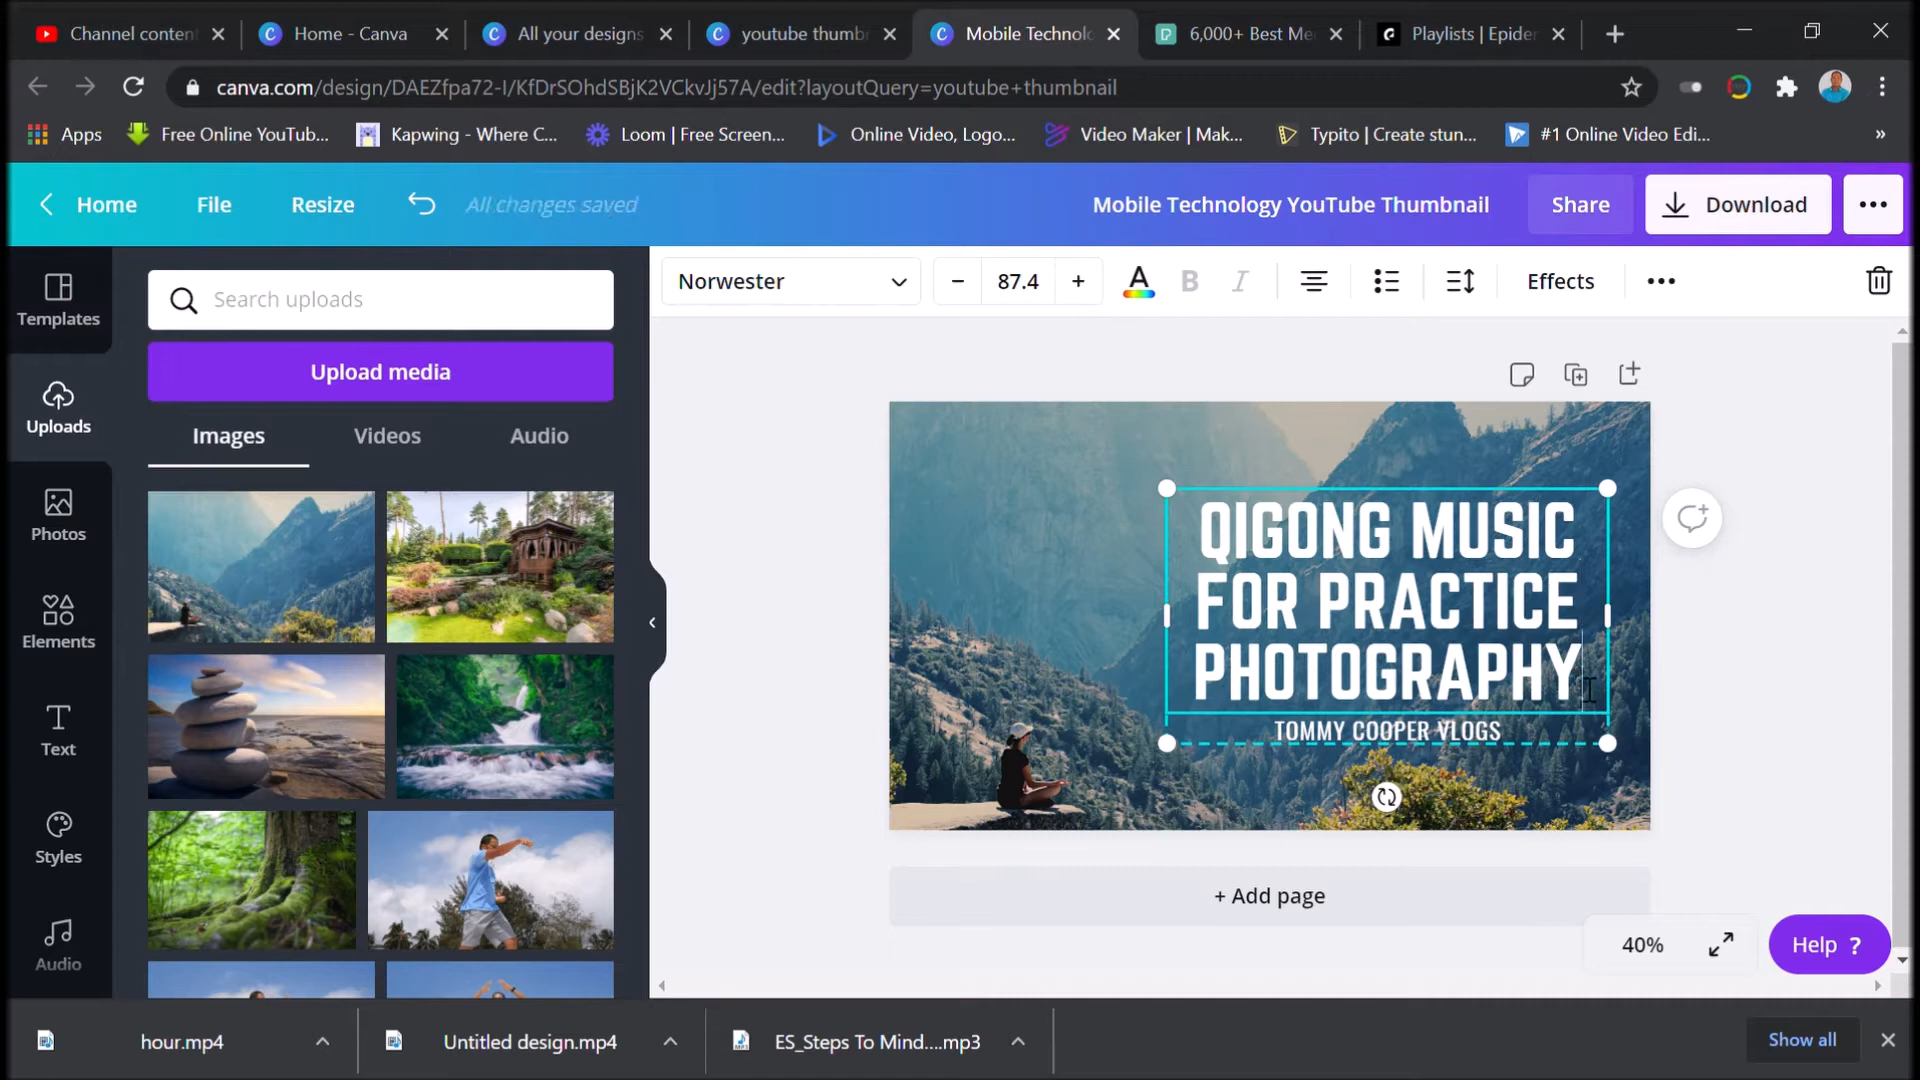 Channel conten
Home - Canva
All your designs
youtube thumb
Mobile Technol
6,000+ Best Me
Playlists | Epider
canva.com/design/DAEZfpa72-I/KfDrSOhdSBjK2VCkvJj57A/edit?layoutQuery=youtube+thumbnail
Apps
Free Online YouTub...
Kapwing - Where C...
Loom | Free Screen...
Online Video, Logo...
Video Maker | Mak...
Typito | Create stun...
#1 Online Video Edi...
»
Home
File
Resize
All changes saved
Mobile Technology YouTube Thumbnail
Share
Download
Templates
Uploads
Photos
Elements
Text
Styles
Audio
Search uploads
Upload media
Images
Videos
Audio
Norwester
− 87.4 +
A
B
I
Effects
QIGONG MUSIC
FOR PRACTICE
PHOTOGRAPHY
TOMMY COOPER VLOGS
+ Add page
40%
Help ?
hour.mp4
Untitled design.mp4
ES_Steps To Mind....mp3
Show all